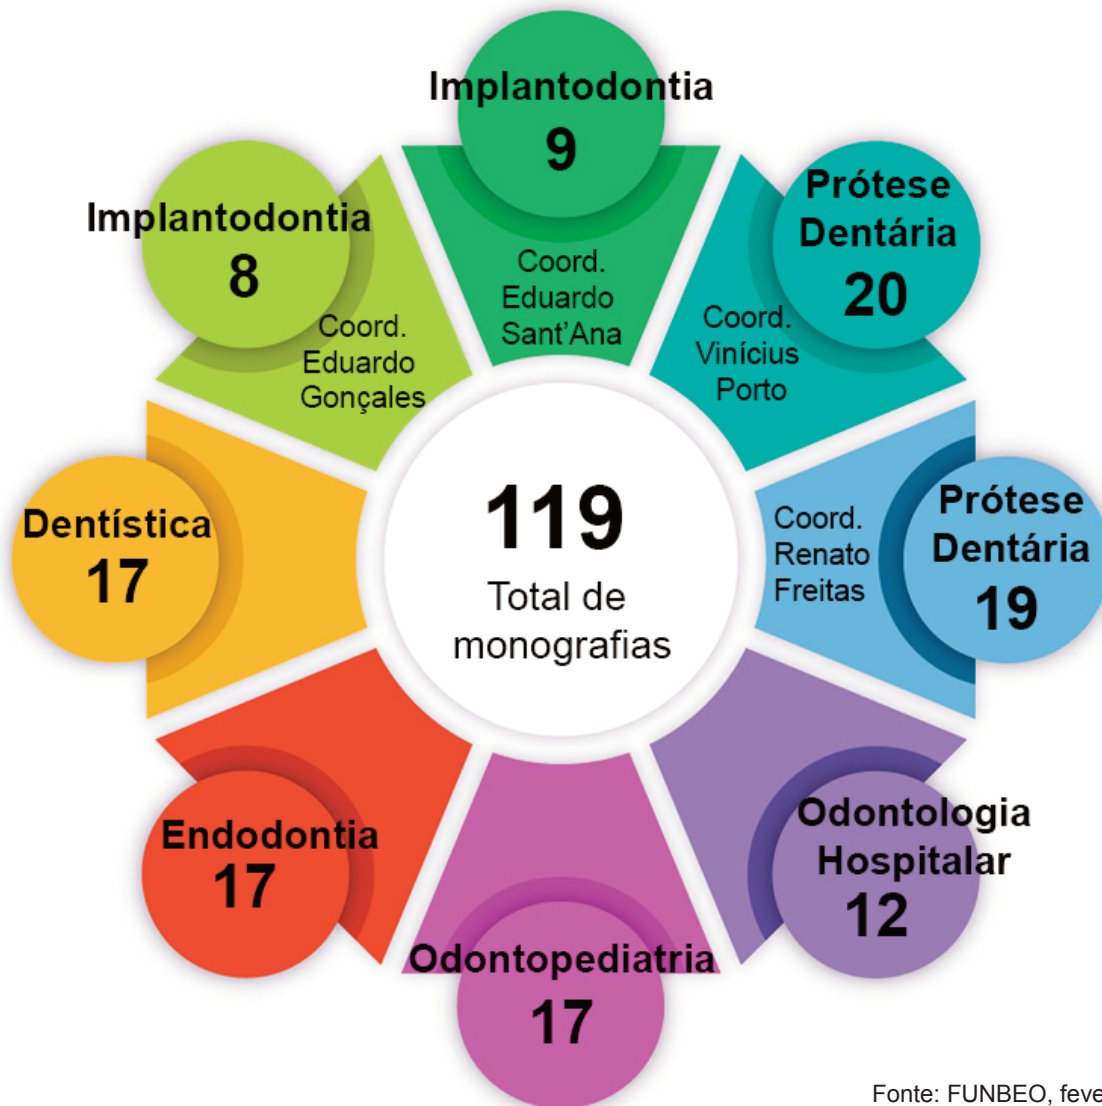 Implantodontia
9
Coord.
Eduardo
Sant'Ana
Prótese
Dentária
20
Coord.
Vinícius
Porto
Prótese
Dentária
19
Coord.
Renato
Freitas
Odontologia
Hospitalar
12
Odontopediatria
17
Endodontia
17
Dentística
17
Implantodontia
8
Coord.
Eduardo
Gonçales
119
Total de
monografias
Fonte: FUNBEO,